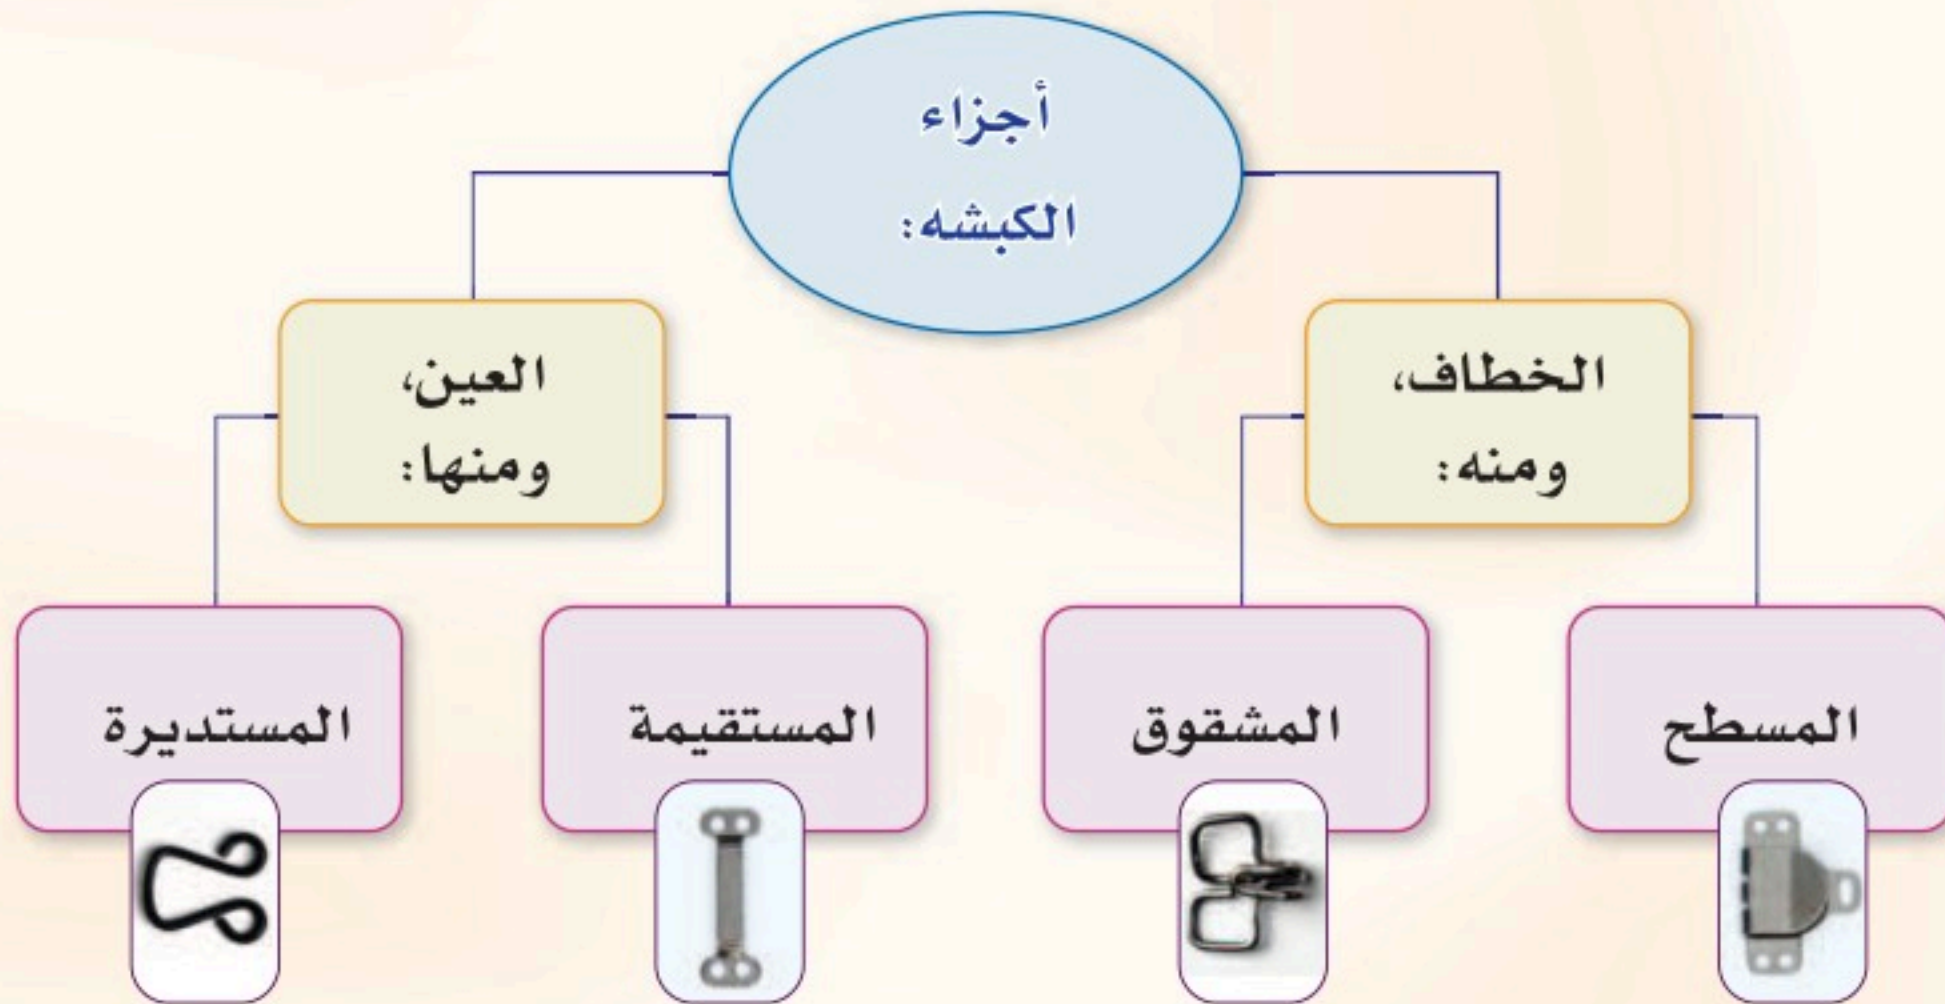 أجزاء
الكبشه:
الخطاف،
ومنه:
العين،
ومنها:
المسطح
المشقوق
المستقيمة
المستديرة